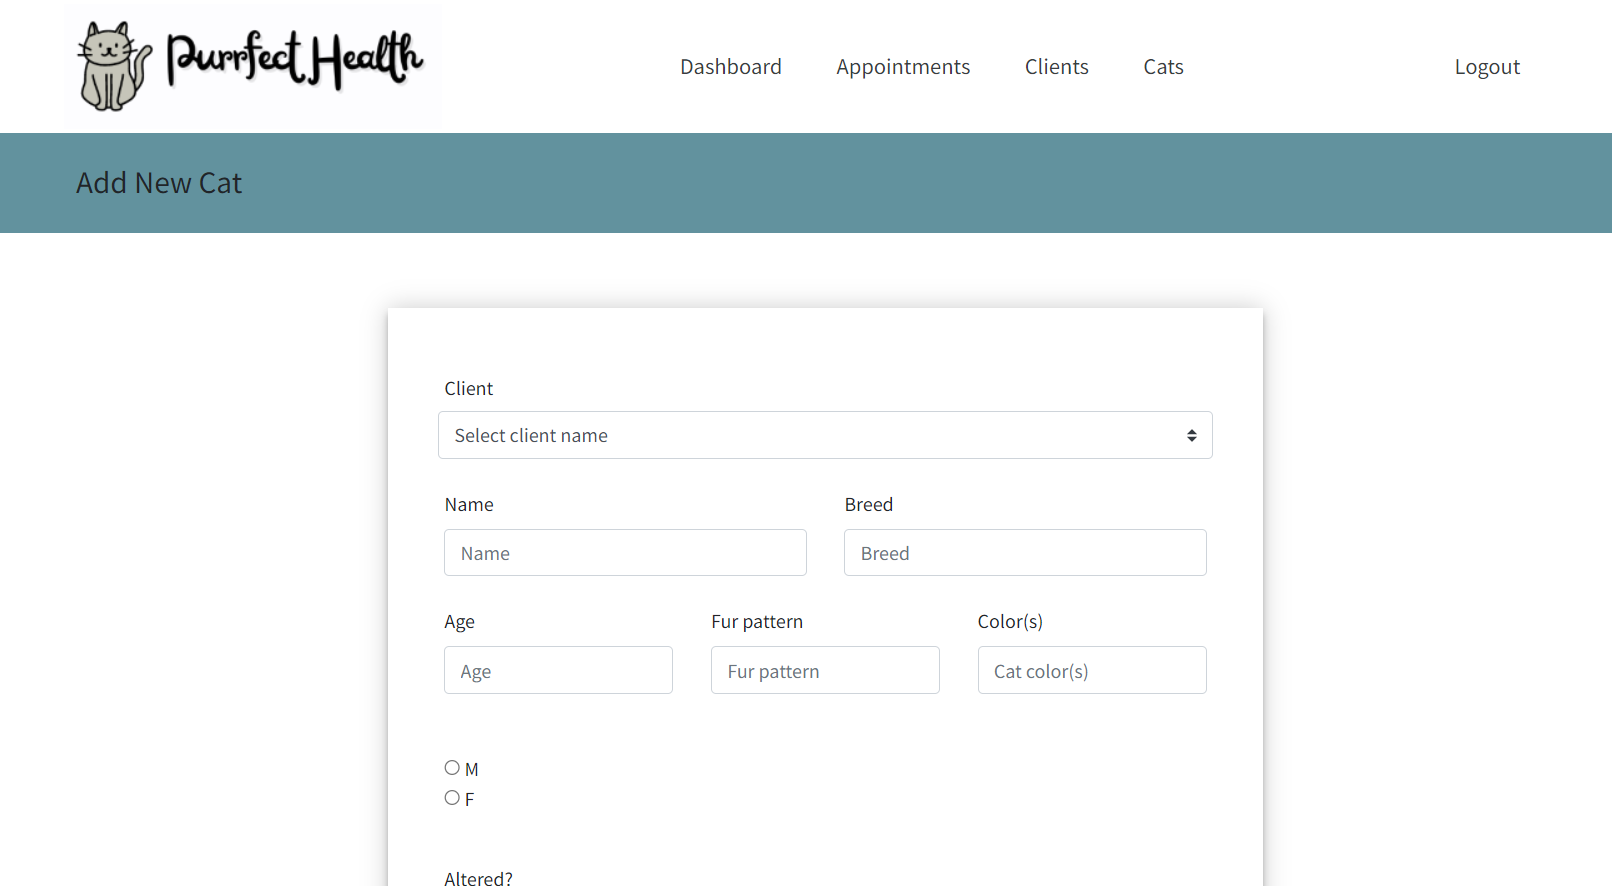 Purrfect Health
Dashboard Appointments Clients Cats Logout
Add New Cat
Client
Select client name
Name Breed
Name Breed
Age Fur pattern Color(s)
Age Fur pattern Cat color(s)
M
F
Altered?